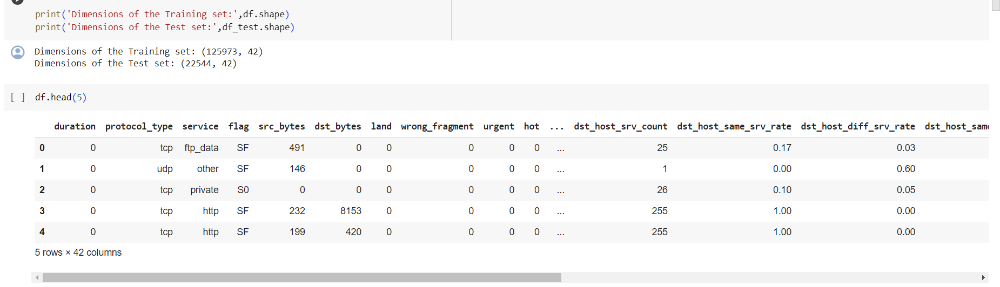 print('Dimensions of the Training set:',df.shape)
print('Dimensions of the Test set:',df_test.shape)
Dimensions of the Training set: (125973, 42)
Dimensions of the Test set: (22544, 42)
[ ] df.head(5)
duration protocol_type service flag src_bytes dst_bytes land wrong_fragment urgent hot ... dst_host_srv_count dst_host_same_srv_rate dst_host_diff_srv_rate dst_host_sam
0 0 tcp ftp_data SF 491 0 0 0 0 0 ... 25 0.17 0.03
1 0 udp other SF 146 0 0 0 0 0 ... 1 0.00 0.60
2 0 tcp private S0 0 0 0 0 0 0 ... 26 0.10 0.05
3 0 tcp http SF 232 8153 0 0 0 0 ... 255 1.00 0.00
4 0 tcp http SF 199 420 0 0 0 0 ... 255 1.00 0.00
5 rows × 42 columns